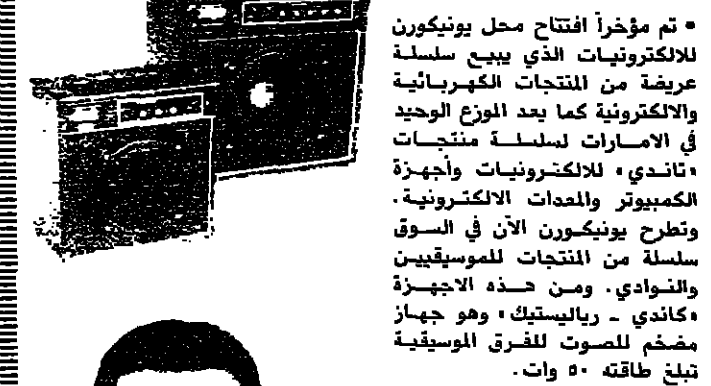 • تم مؤخراً افتتاح محل يونيكورن
للالكترونيات الذي يبيع سلسلة
عريضة من المنتجات الكهربائية
والالكترونية كما يعد الموزع الوحيد
في الامارات لسلسلة منتجات
«تاندي» للالكترونيات وأجهزة
الكمبيوتر والمعدات الالكترونية.
وتطرح يونيكورن الآن في السوق
سلسلة من المنتجات للموسيقيين
والنوادي. ومن هذه الاجهزة
«كاندي - رياليستيك» وهو جهاز
مضخم للصوت للفرق الموسيقية
تبلغ طاقته ٥٠ وات.